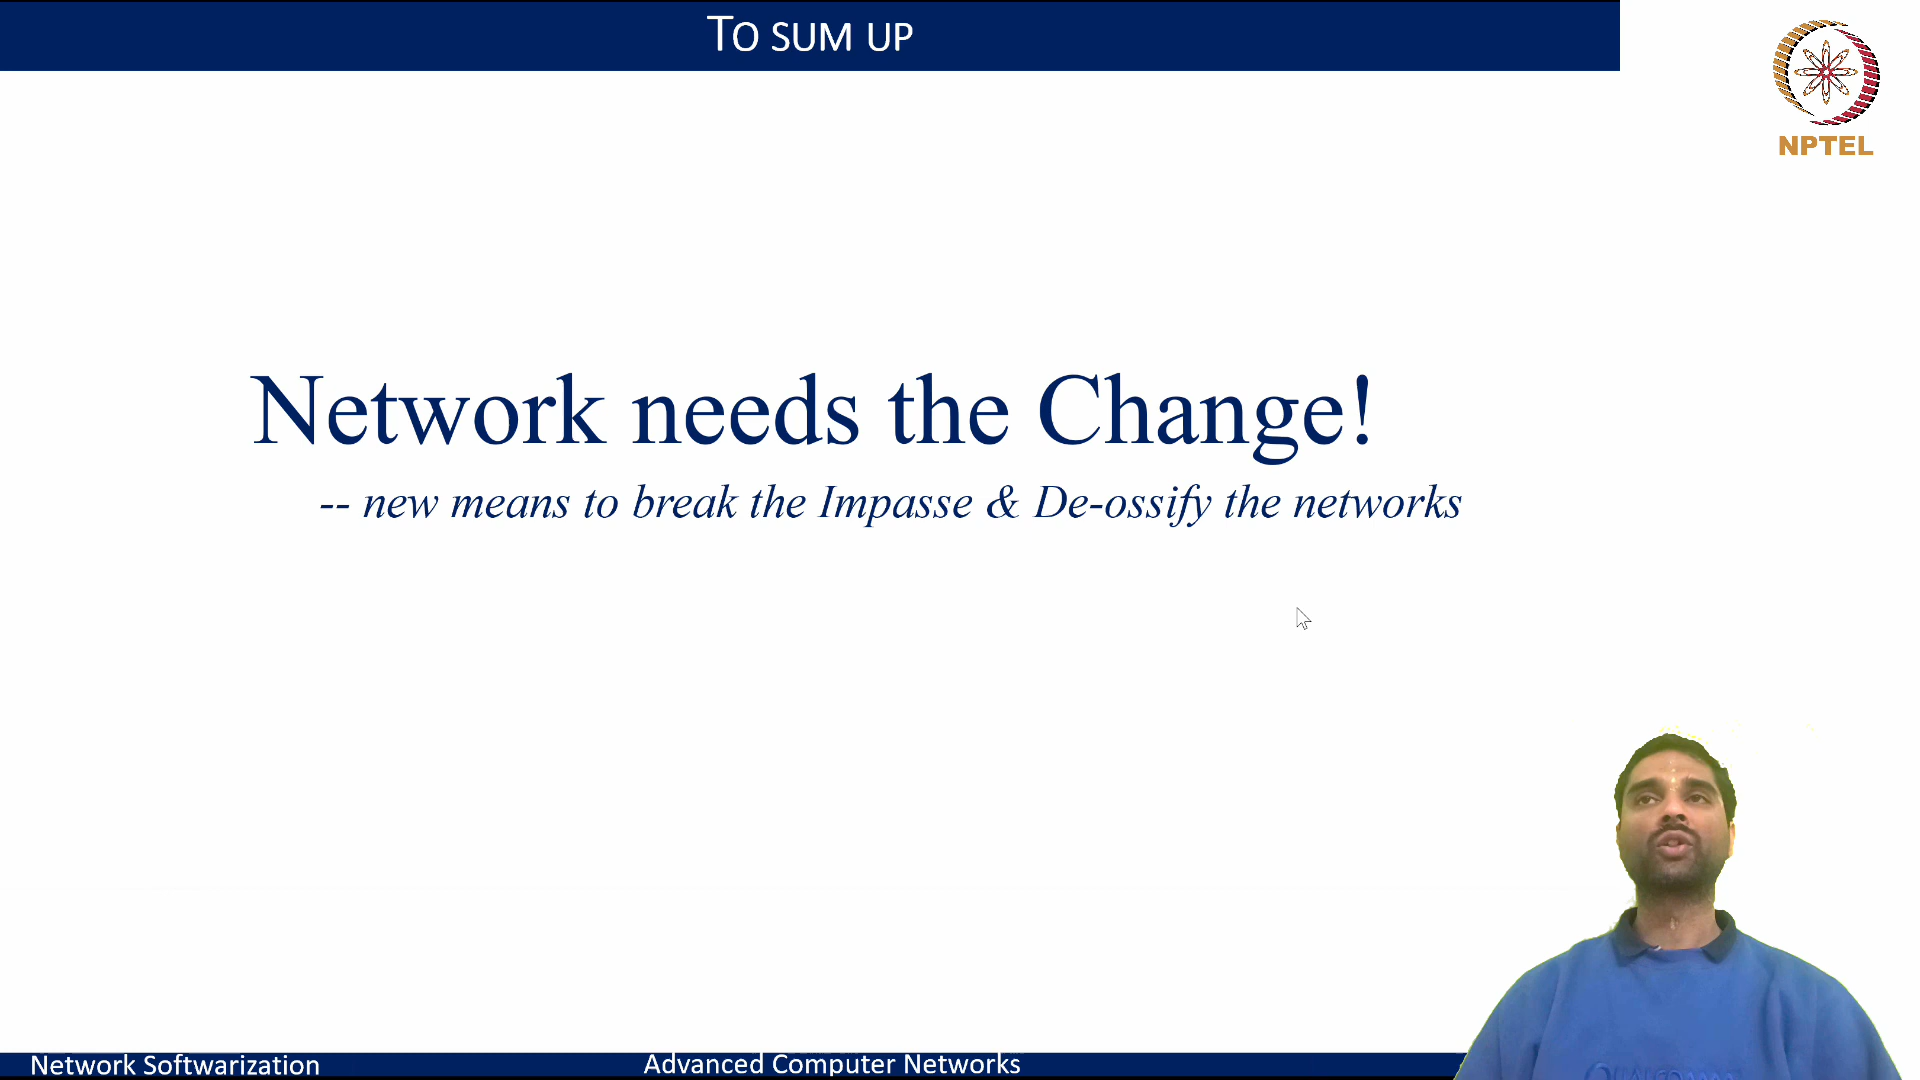 TO SUM UP
NPTEL
Network needs the Change!
-- new means to break the Impasse & De-ossify the networks
Network Softwarization
Advanced Computer Networks